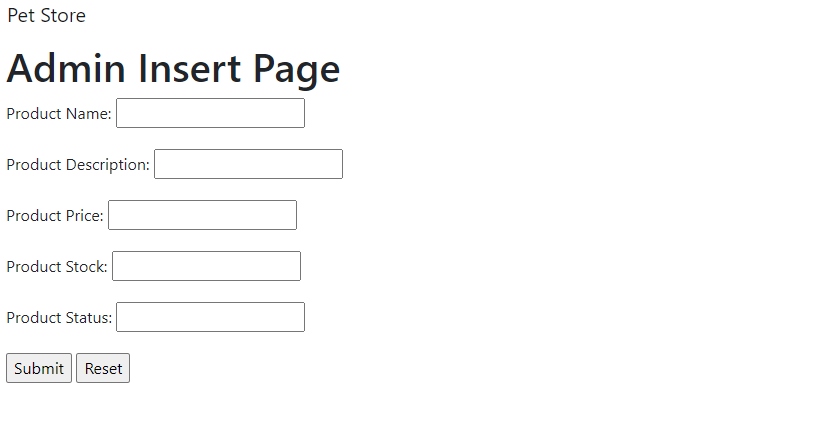 Pet Store
Admin Insert Page
Product Name:
Product Description:
Product Price:
Product Stock:
Product Status:
Submit Reset